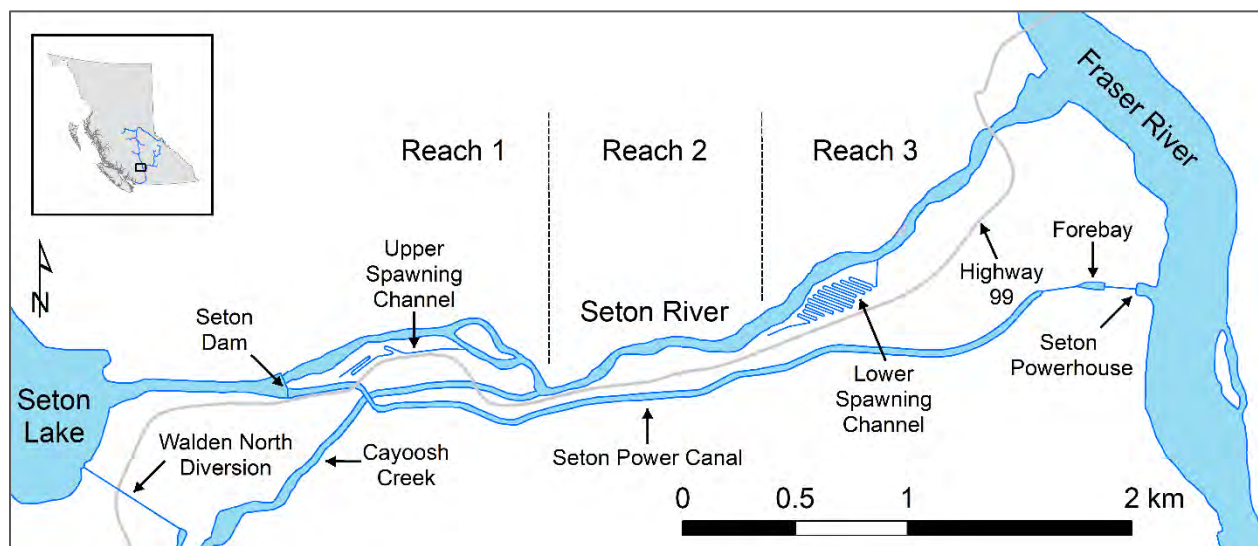 Reach 1
Reach 2
Reach 3
Fraser River
Upper
Spawning
Channel
Forebay
Highway
99
Seton River
Seton
Dam
Seton
Powerhouse
N
Seton
Lake
Lower
Spawning
Channel
Walden North
Diversion
Cayoosh
Creek
Seton Power Canal
0 0.5 1 2 km